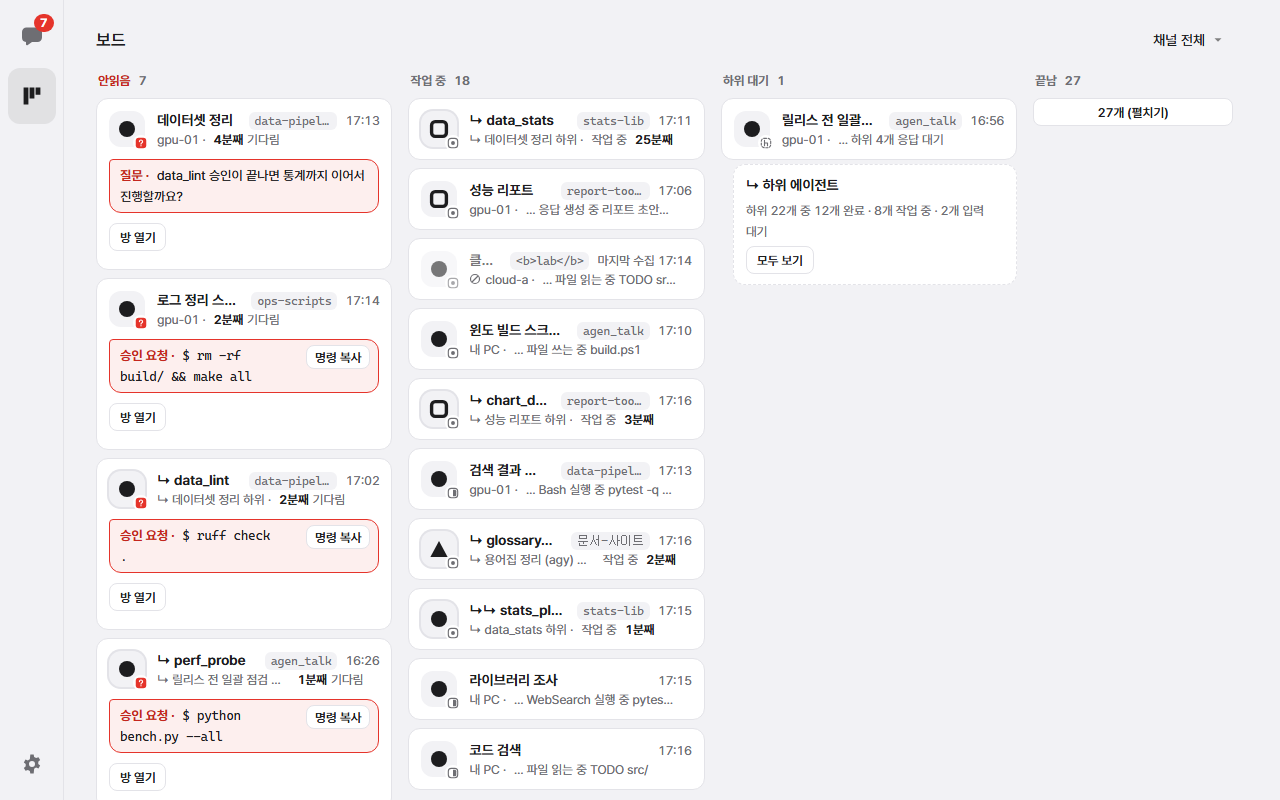 7
보드
채널 전체
안읽음 7
데이터셋 정리 data-pipel… 17:13
gpu-01 · 4분째 기다림
질문 · data_lint 승인이 끝나면 통계까지 이어서
진행할까요?
방 열기
로그 정리 스… ops-scripts 17:14
gpu-01 · 2분째 기다림
승인 요청 · $ rm -rf
build/ && make all
명령 복사
방 열기
↳ data_lint data-pipel… 17:02
↳ 데이터셋 정리 하위 · 2분째 기다림
승인 요청 · $ ruff check
.
명령 복사
방 열기
↳ perf_probe agen_talk 16:26
↳ 릴리스 전 일괄 점검 … 1분째 기다림
승인 요청 · $ python
bench.py --all
명령 복사
방 열기
작업 중 18
↳ data_stats stats-lib 17:11
↳ 데이터셋 정리 하위 · 작업 중 25분째
성능 리포트 report-too… 17:06
gpu-01 · … 응답 생성 중 리포트 초안…
클… <b>lab</b> 마지막 수집 17:14
cloud-a · … 파일 읽는 중 TODO sr…
윈도 빌드 스크… agen_talk 17:10
내 PC · … 파일 쓰는 중 build.ps1
↳ chart_d… report-too… 17:16
↳ 성능 리포트 하위 · 작업 중 3분째
검색 결과 … data-pipel… 17:13
gpu-01 · … Bash 실행 중 pytest -q …
↳ glossary… 문서-사이트 17:16
↳ 용어집 정리 (agy) … 작업 중 2분째
↳↳ stats_pl… stats-lib 17:15
↳ data_stats 하위 · 작업 중 1분째
라이브러리 조사 17:15
내 PC · … WebSearch 실행 중 pytes…
코드 검색 17:16
내 PC · … 파일 읽는 중 TODO src/
하위 대기 1
릴리스 전 일괄… agen_talk 16:56
gpu-01 · … 하위 4개 응답 대기
↳ 하위 에이전트
하위 22개 중 12개 완료 · 8개 작업 중 · 2개 입력
대기
모두 보기
끝남 27
27개 (펼치기)